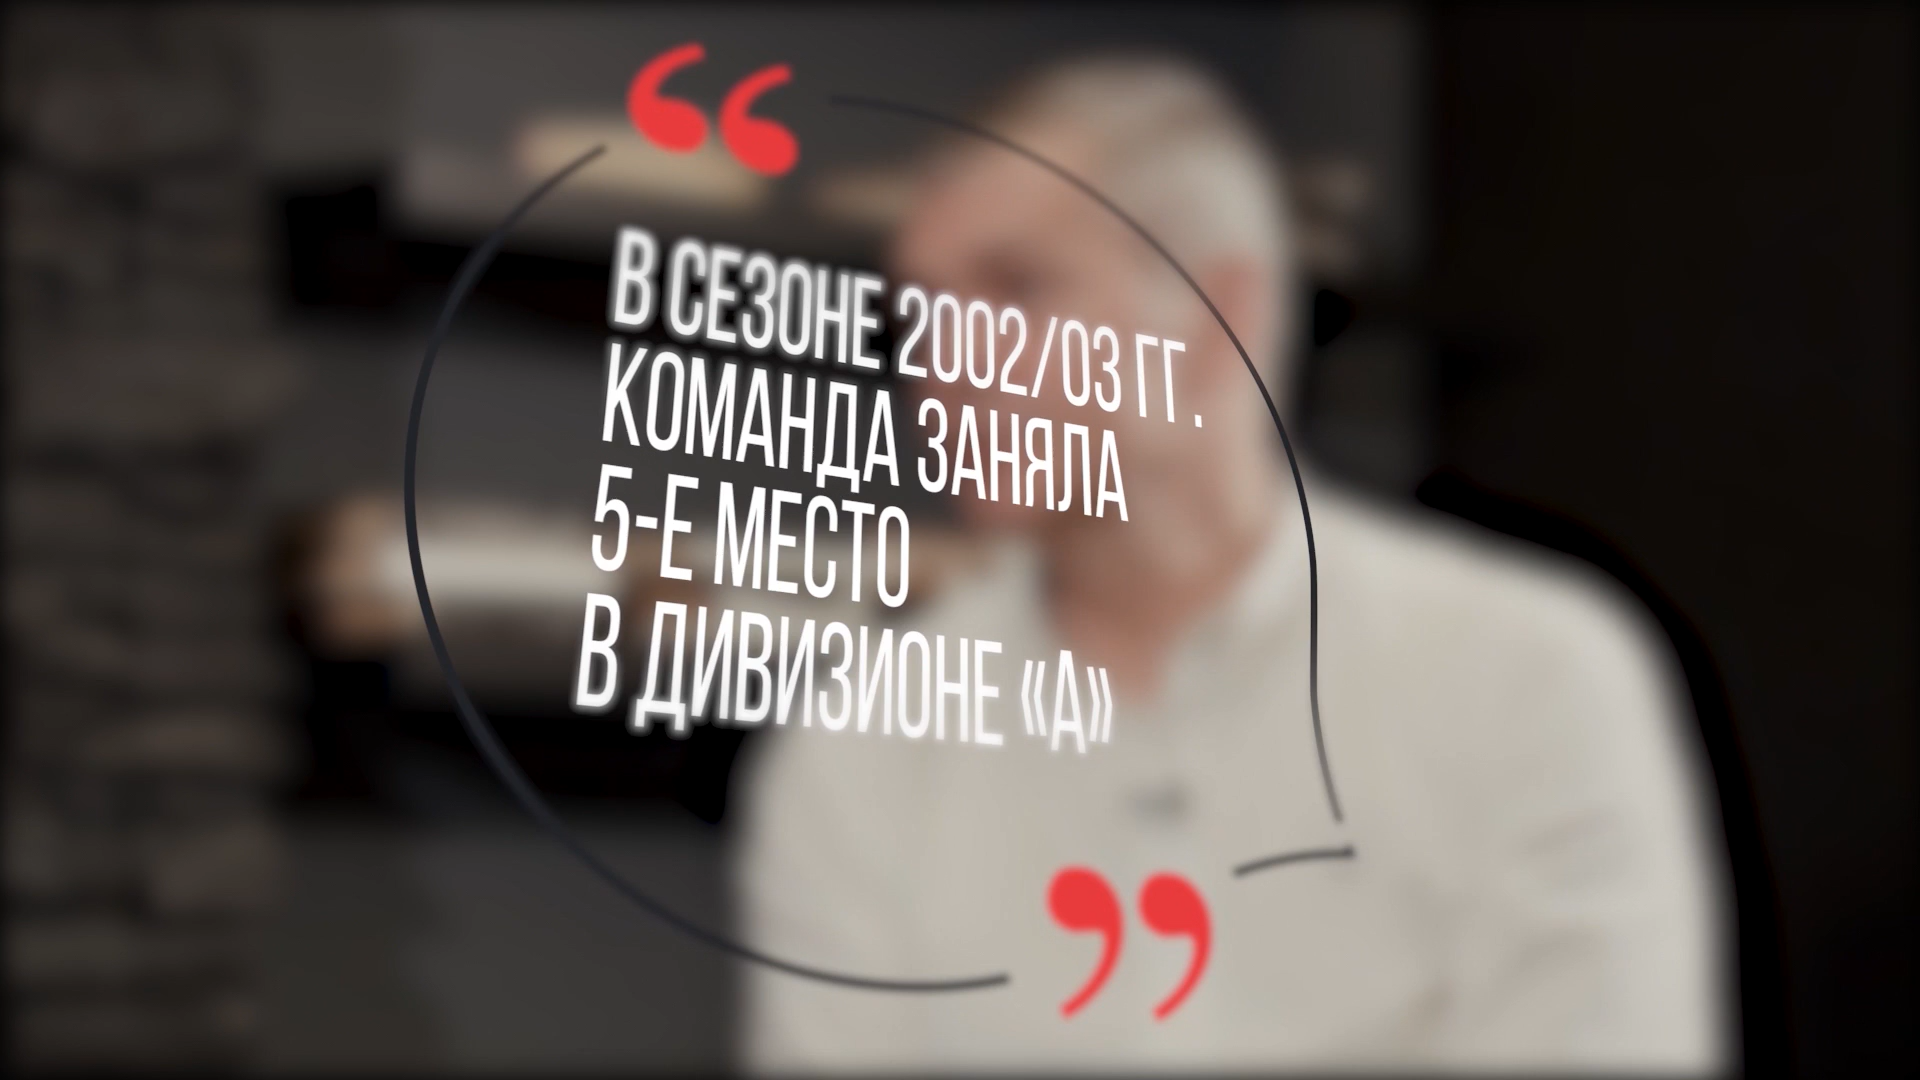 В СЕЗОНЕ 2002/03 ГГ.
КОМАНДА ЗАНЯЛА
5-Е МЕСТО
В ДИВИЗИОНЕ «А»